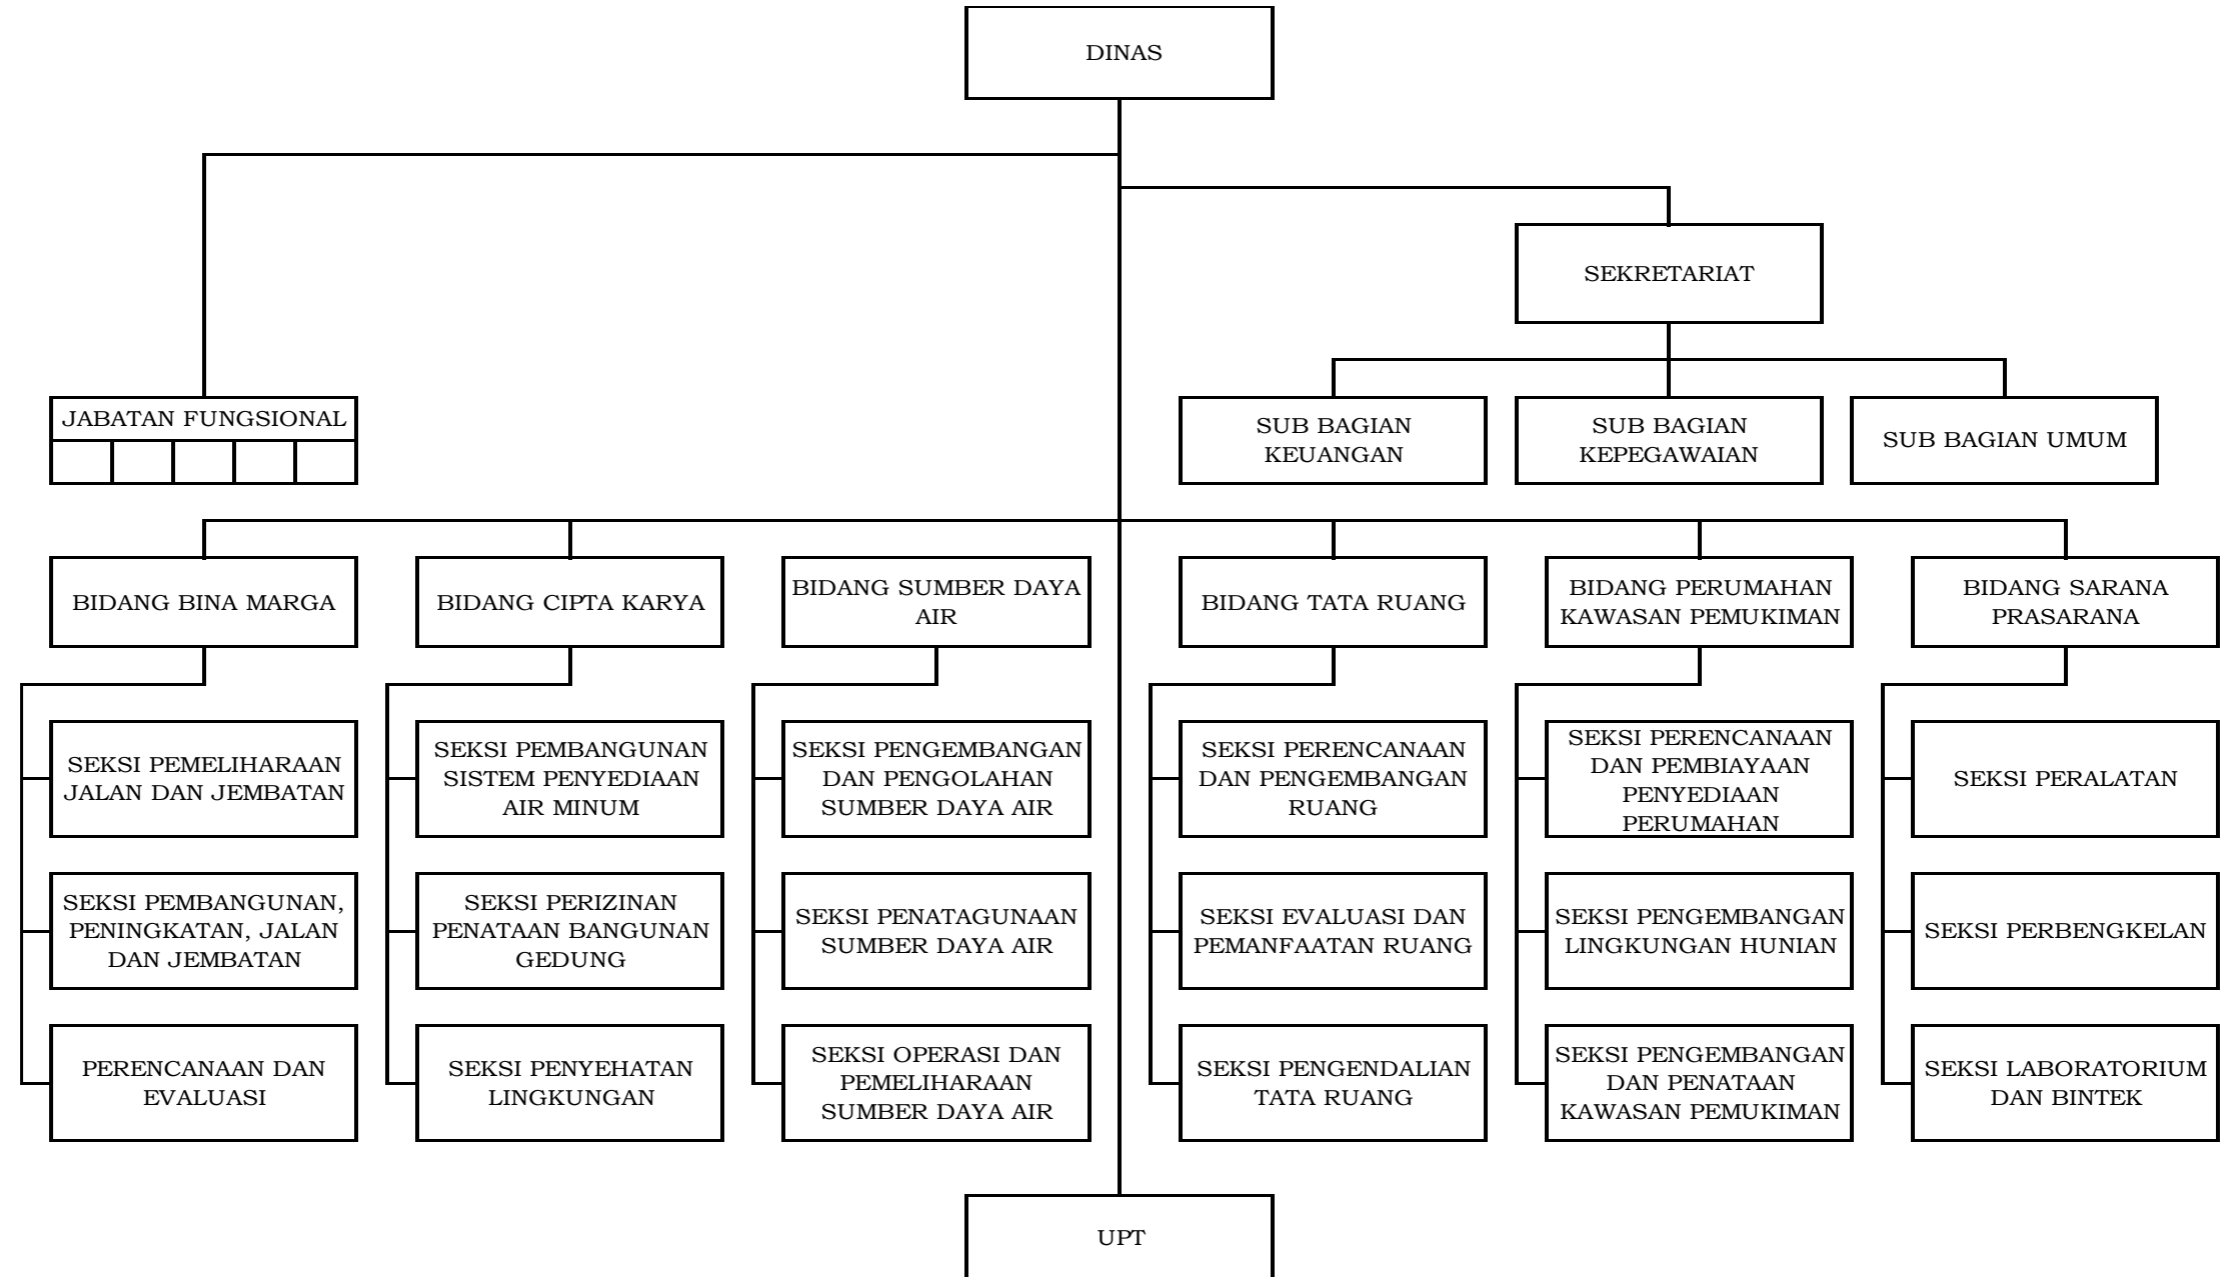 DINAS
SEKRETARIAT
JABATAN FUNGSIONAL
SUB BAGIAN
KEUANGAN
SUB BAGIAN
KEPEGAWAIAN
SUB BAGIAN UMUM
BIDANG BINA MARGA
BIDANG CIPTA KARYA
BIDANG SUMBER DAYA
AIR
BIDANG TATA RUANG
BIDANG PERUMAHAN
KAWASAN PEMUKIMAN
BIDANG SARANA
PRASARANA
SEKSI PEMELIHARAAN
JALAN DAN JEMBATAN
SEKSI PEMBANGUNAN
SISTEM PENYEDIAAN
AIR MINUM
SEKSI PENGEMBANGAN
DAN PENGOLAHAN
SUMBER DAYA AIR
SEKSI PERENCANAAN
DAN PENGEMBANGAN
RUANG
SEKSI PERENCANAAN
DAN PEMBIAYAAN
PENYEDIAAN
PERUMAHAN
SEKSI PERALATAN
SEKSI PEMBANGUNAN,
PENINGKATAN, JALAN
DAN JEMBATAN
SEKSI PERIZINAN
PENATAAN BANGUNAN
GEDUNG
SEKSI PENATAGUNAAN
SUMBER DAYA AIR
SEKSI EVALUASI DAN
PEMANFAATAN RUANG
SEKSI PENGEMBANGAN
LINGKUNGAN HUNIAN
SEKSI PERBENGKELAN
PERENCANAAN DAN
EVALUASI
SEKSI PENYEHATAN
LINGKUNGAN
SEKSI OPERASI DAN
PEMELIHARAAN
SUMBER DAYA AIR
SEKSI PENGENDALIAN
TATA RUANG
SEKSI PENGEMBANGAN
DAN PENATAAN
KAWASAN PEMUKIMAN
SEKSI LABORATORIUM
DAN BINTEK
UPT